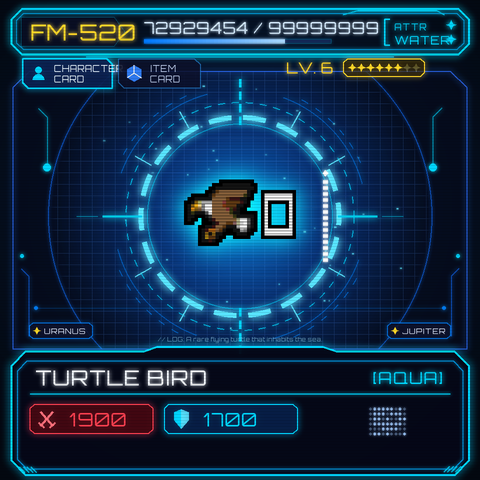 FM-520
72929454 / 99999999
ATTR
WATER
CHARACTER
CARD
ITEM
CARD
LV.6
URANUS
JUPITER
// LOG: A rare flying turtle that inhabits the sea
TURTLE BIRD
[AQUA]
1900
1700